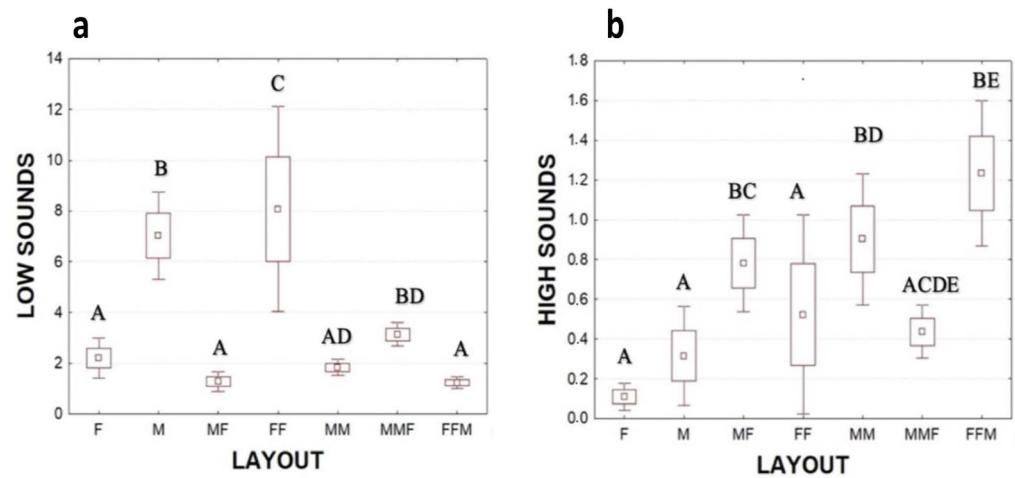 a
LOW SOUNDS
14
12
10
8
6
4
2
0
A
B
A
C
AD
BD
A
F M MF FF MM MMF FFM
LAYOUT
b
HIGH SOUNDS
1.8
1.6
1.4
1.2
1.0
0.8
0.6
0.4
0.2
0.0
A
A
BC
A
BD
ACDE
BE
F M MF FF MM MMF FFM
LAYOUT